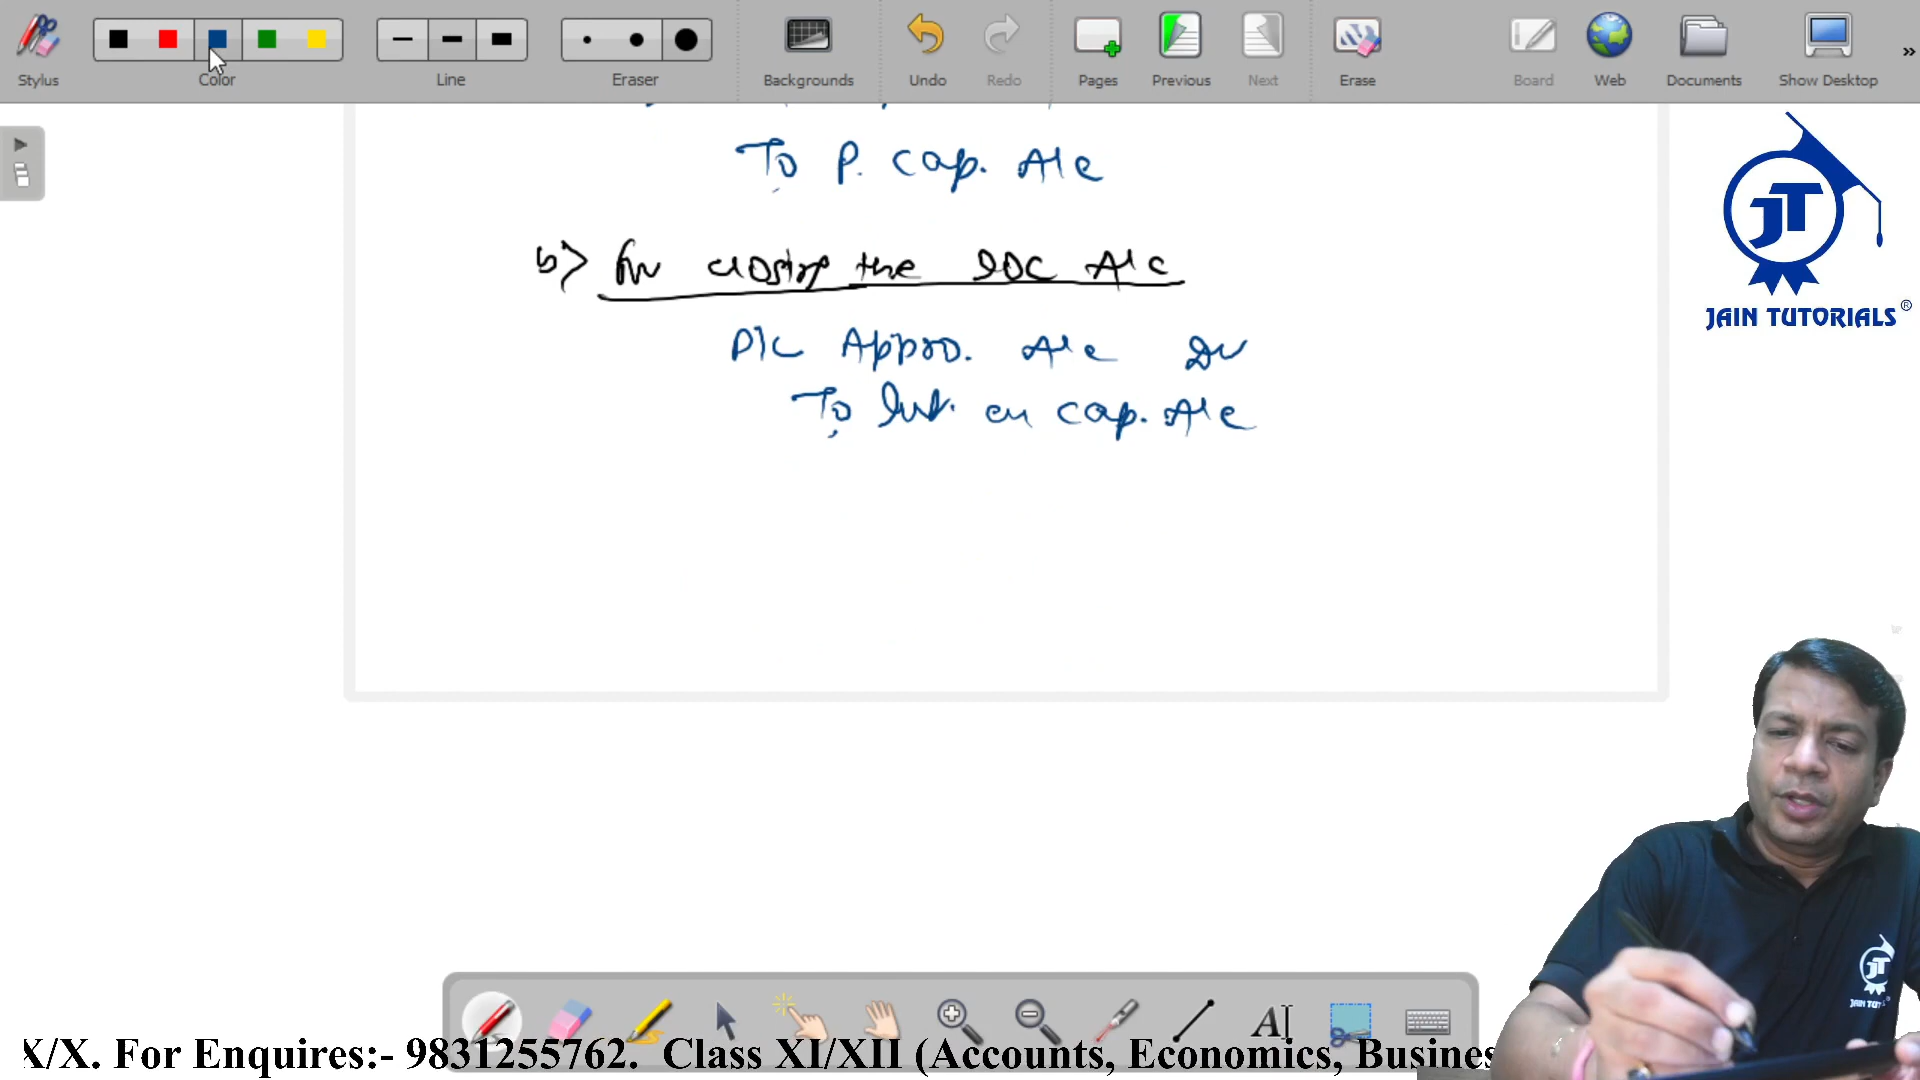 Stylus
Color
Line
Eraser
Backgrounds
Undo
Redo
Pages
Previous
Next
Erase
Board
Web
Documents
Show Desktop
»
To P. Cap. A/c
b) For closing the IOC A/c
P/L Appro. A/c Dr
To Int. on Cap. A/c
JT
JAIN TUTORIALS®
JT
X/X. For Enquires:- 9831255762. Class XI/XII (Accounts, Economics, Busines